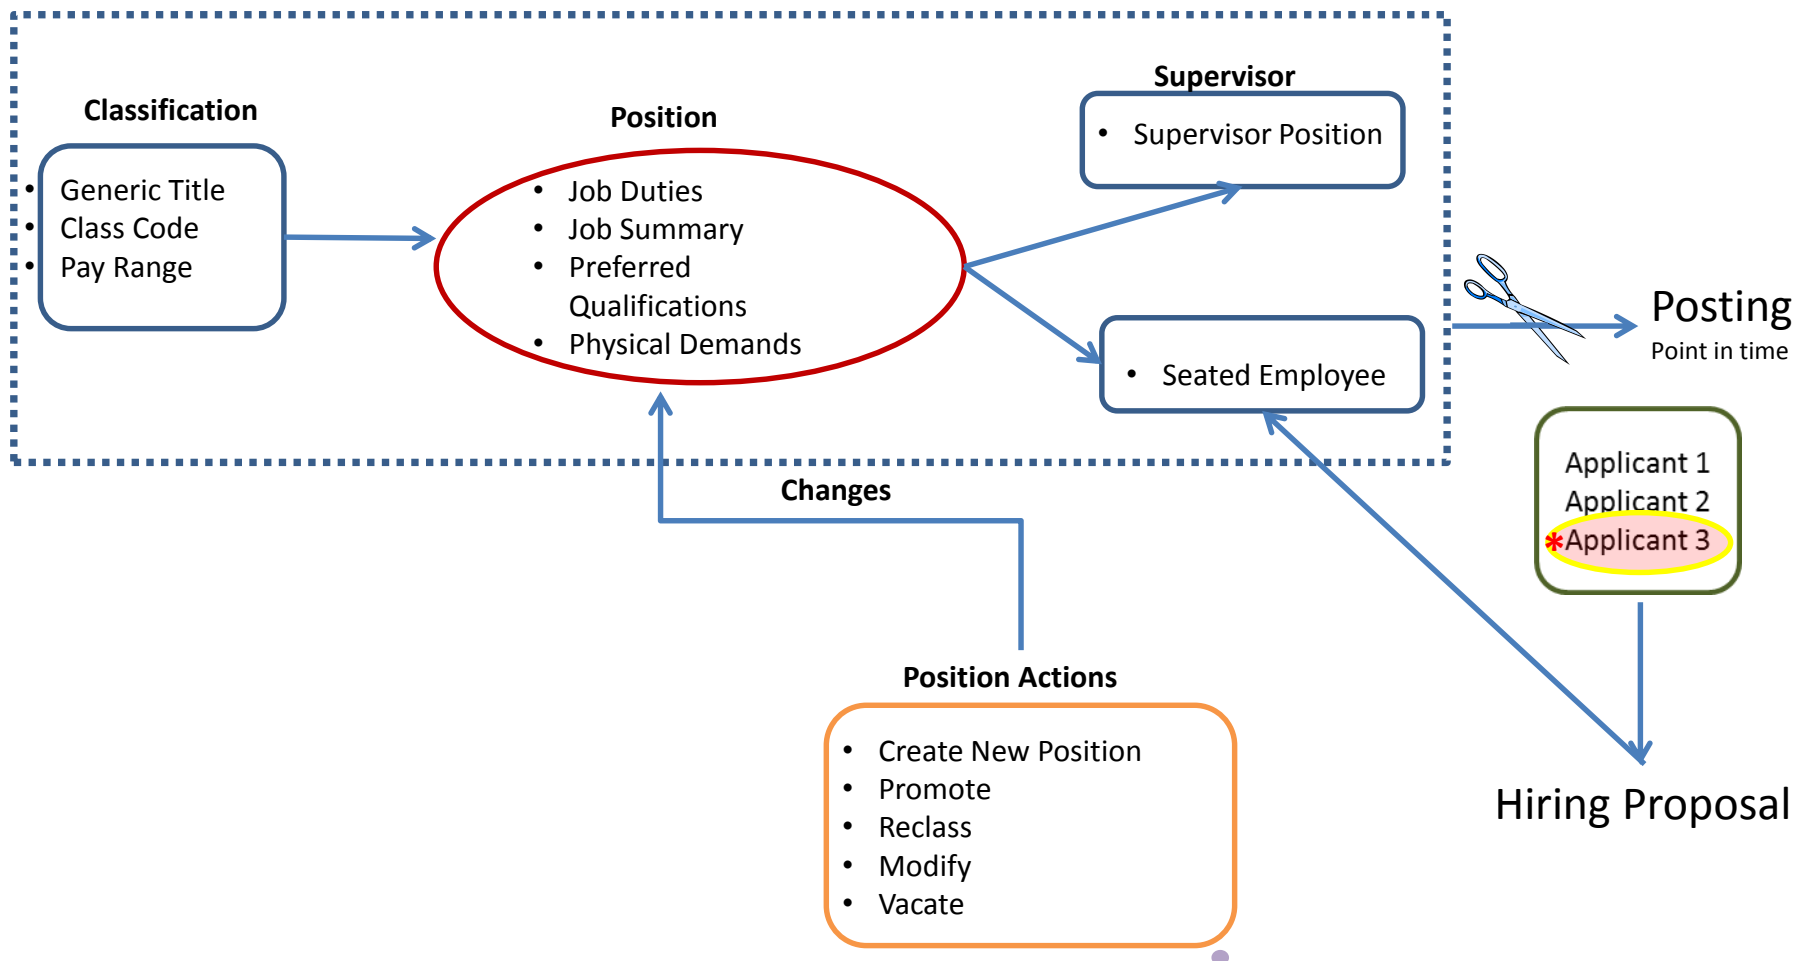 Classification
• Generic Title
• Class Code
• Pay Range
Position
• Job Duties
• Job Summary
• Preferred
Qualifications
• Physical Demands
Supervisor
• Supervisor Position
• Seated Employee
Posting
Point in time
Applicant 1
Applicant 2
*Applicant 3
Changes
Position Actions
• Create New Position
• Promote
• Reclass
• Modify
• Vacate
Hiring Proposal